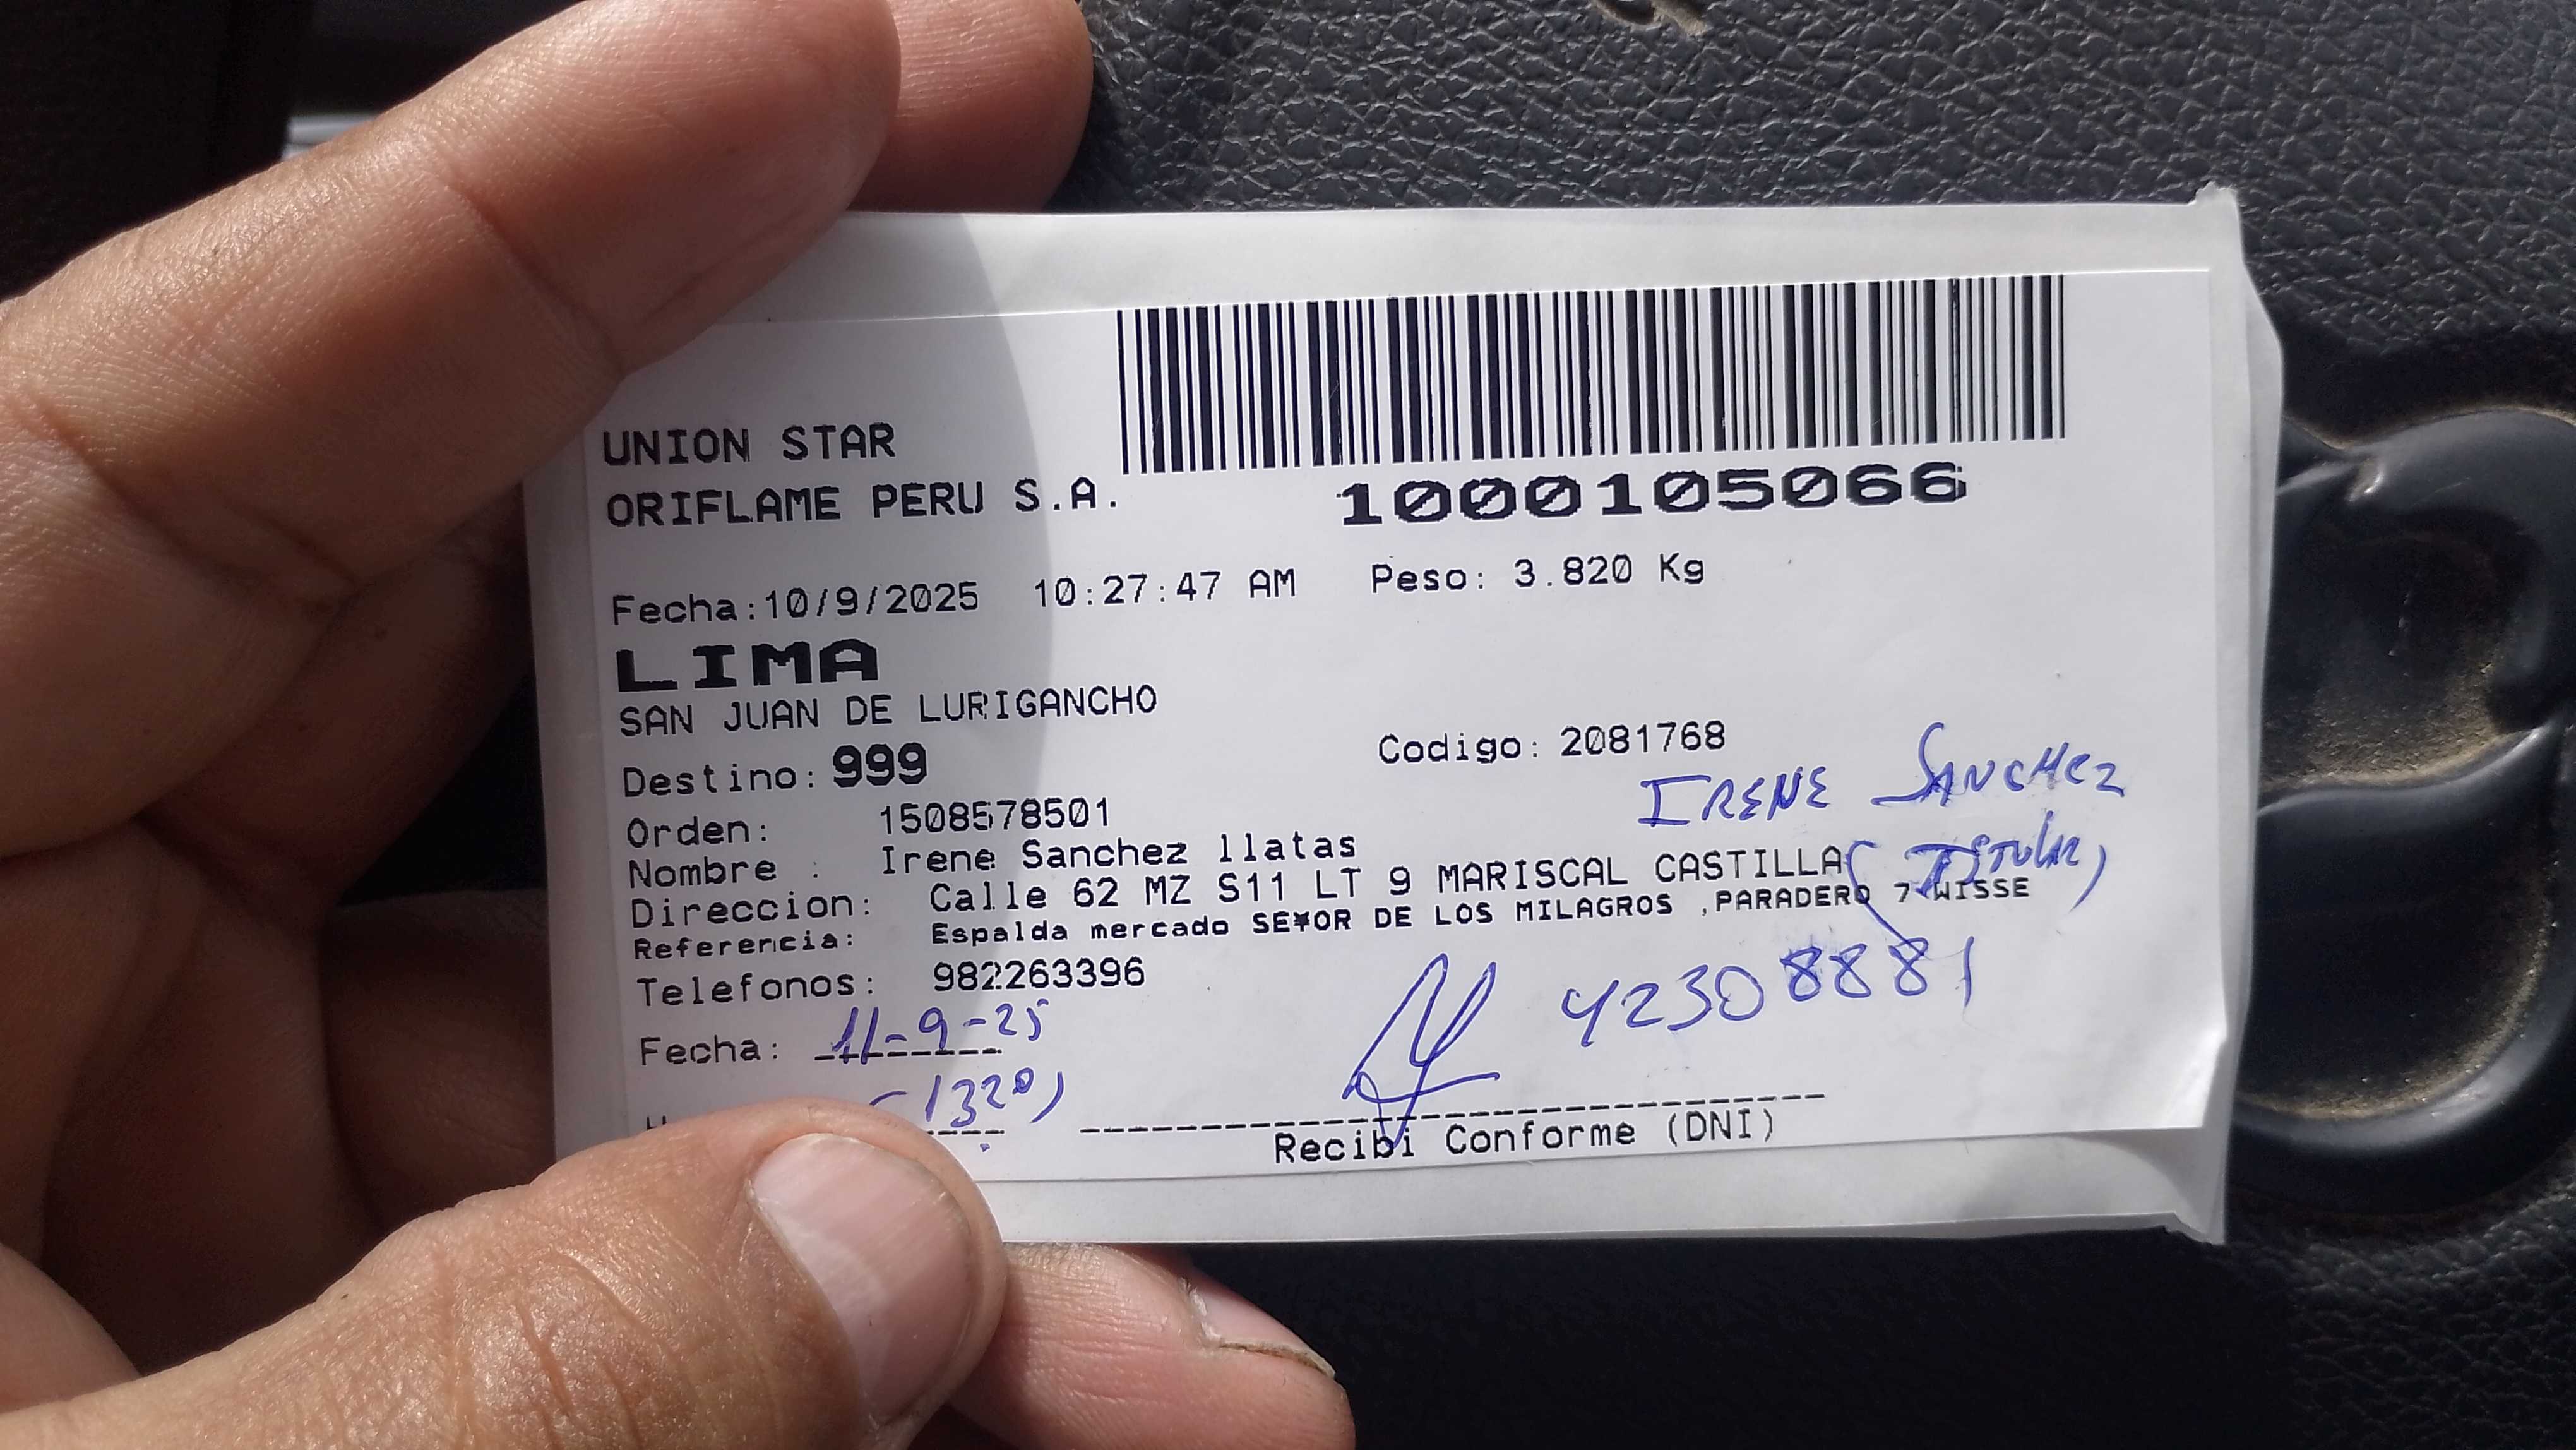 UNION STAR
ORIFLAME PERU S.A.
1000105066
Fecha:10/9/2025 10:27:47 AM Peso: 3.820 Kg
LIMA
SAN JUAN DE LURIGANCHO
Destino: 999 Codigo: 2081768
IRENE SANCHEZ
(TITULAR)
Orden: 1508578501
Nombre : Irene Sanchez llatas
Direccion: Calle 62 MZ S11 LT 9 MARISCAL CASTILLA
Referencia: Espalda mercado SE¥OR DE LOS MILAGROS ,PARADERO 7 WISSE
Telefonos: 982263396
42308881
Fecha: 11-9-25
1320)
Recibi Conforme (DNI)